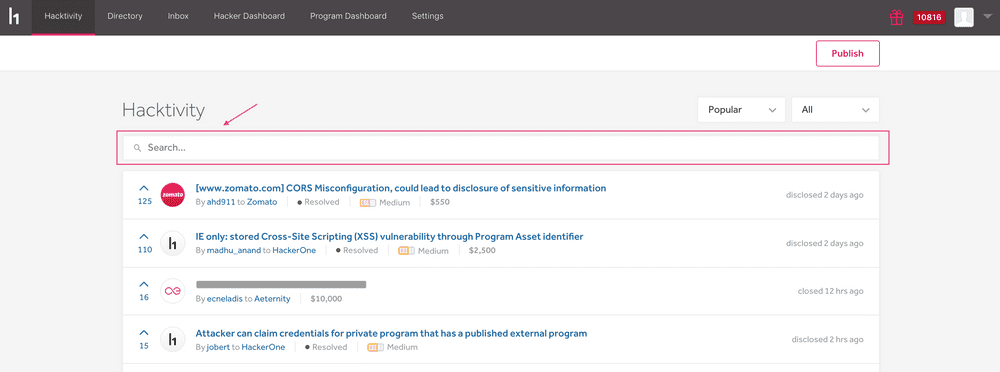 h Hacktivity Directory Inbox Hacker Dashboard Program Dashboard Settings 10816
Publish
Hacktivity Popular All
Search...
[www.zomato.com] CORS Misconfiguration, could lead to disclosure of sensitive information
125 zomato By ahd911 to Zomato Resolved Medium $550 disclosed 2 days ago
IE only: stored Cross-Site Scripting (XSS) vulnerability through Program Asset identifier
110 h By madhu_anand to HackerOne Resolved Medium $2,500 disclosed 2 days ago
16 By ecneladis to Aeternity $10,000 closed 12 hrs ago
Attacker can claim credentials for private program that has a published external program
15 h By jobert to HackerOne Resolved Medium disclosed 2 hrs ago